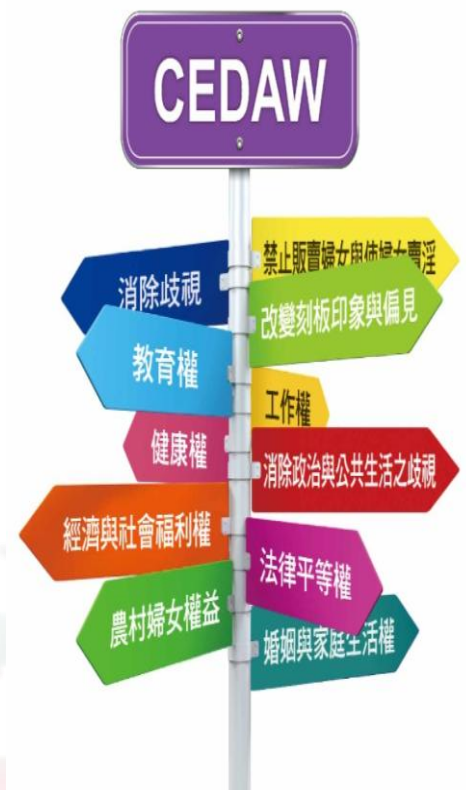 CEDAW
禁止販賣婦女與使婦女賣淫
消除歧視
改變刻板印象與偏見
教育權
工作權
健康權
消除政治與公共生活之歧視
經濟與社會福利權
法律平等權
農村婦女權益
婚姻與家庭生活權